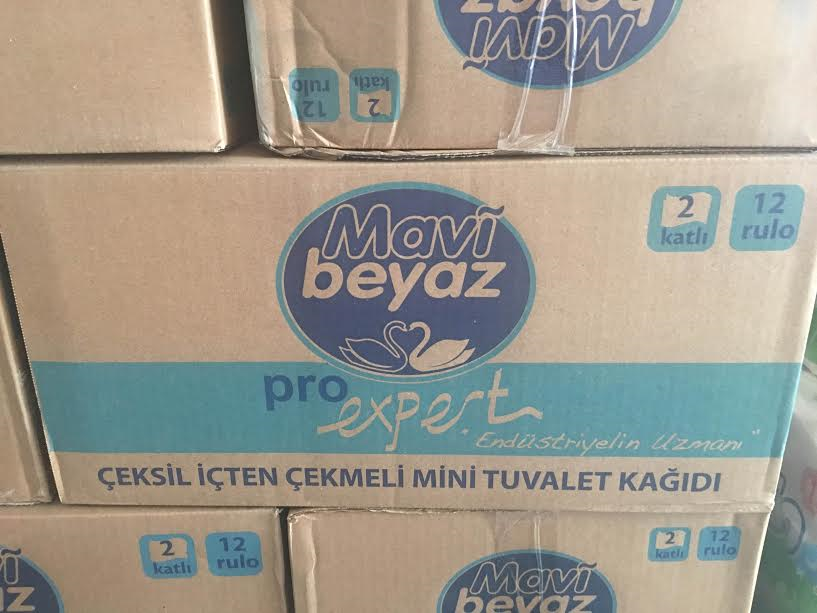 Mavi
beyaz
12
rulo
2
katlı
Mavi
beyaz
2
katlı
12
rulo
pro
expert
Endüstriyelin Uzmanı"
ÇEKSİL İÇTEN ÇEKMELİ MİNİ TUVALET KAĞIDI
2
katlı
12
rulo
Mavi
beyaz
2
katlı
12
rulo